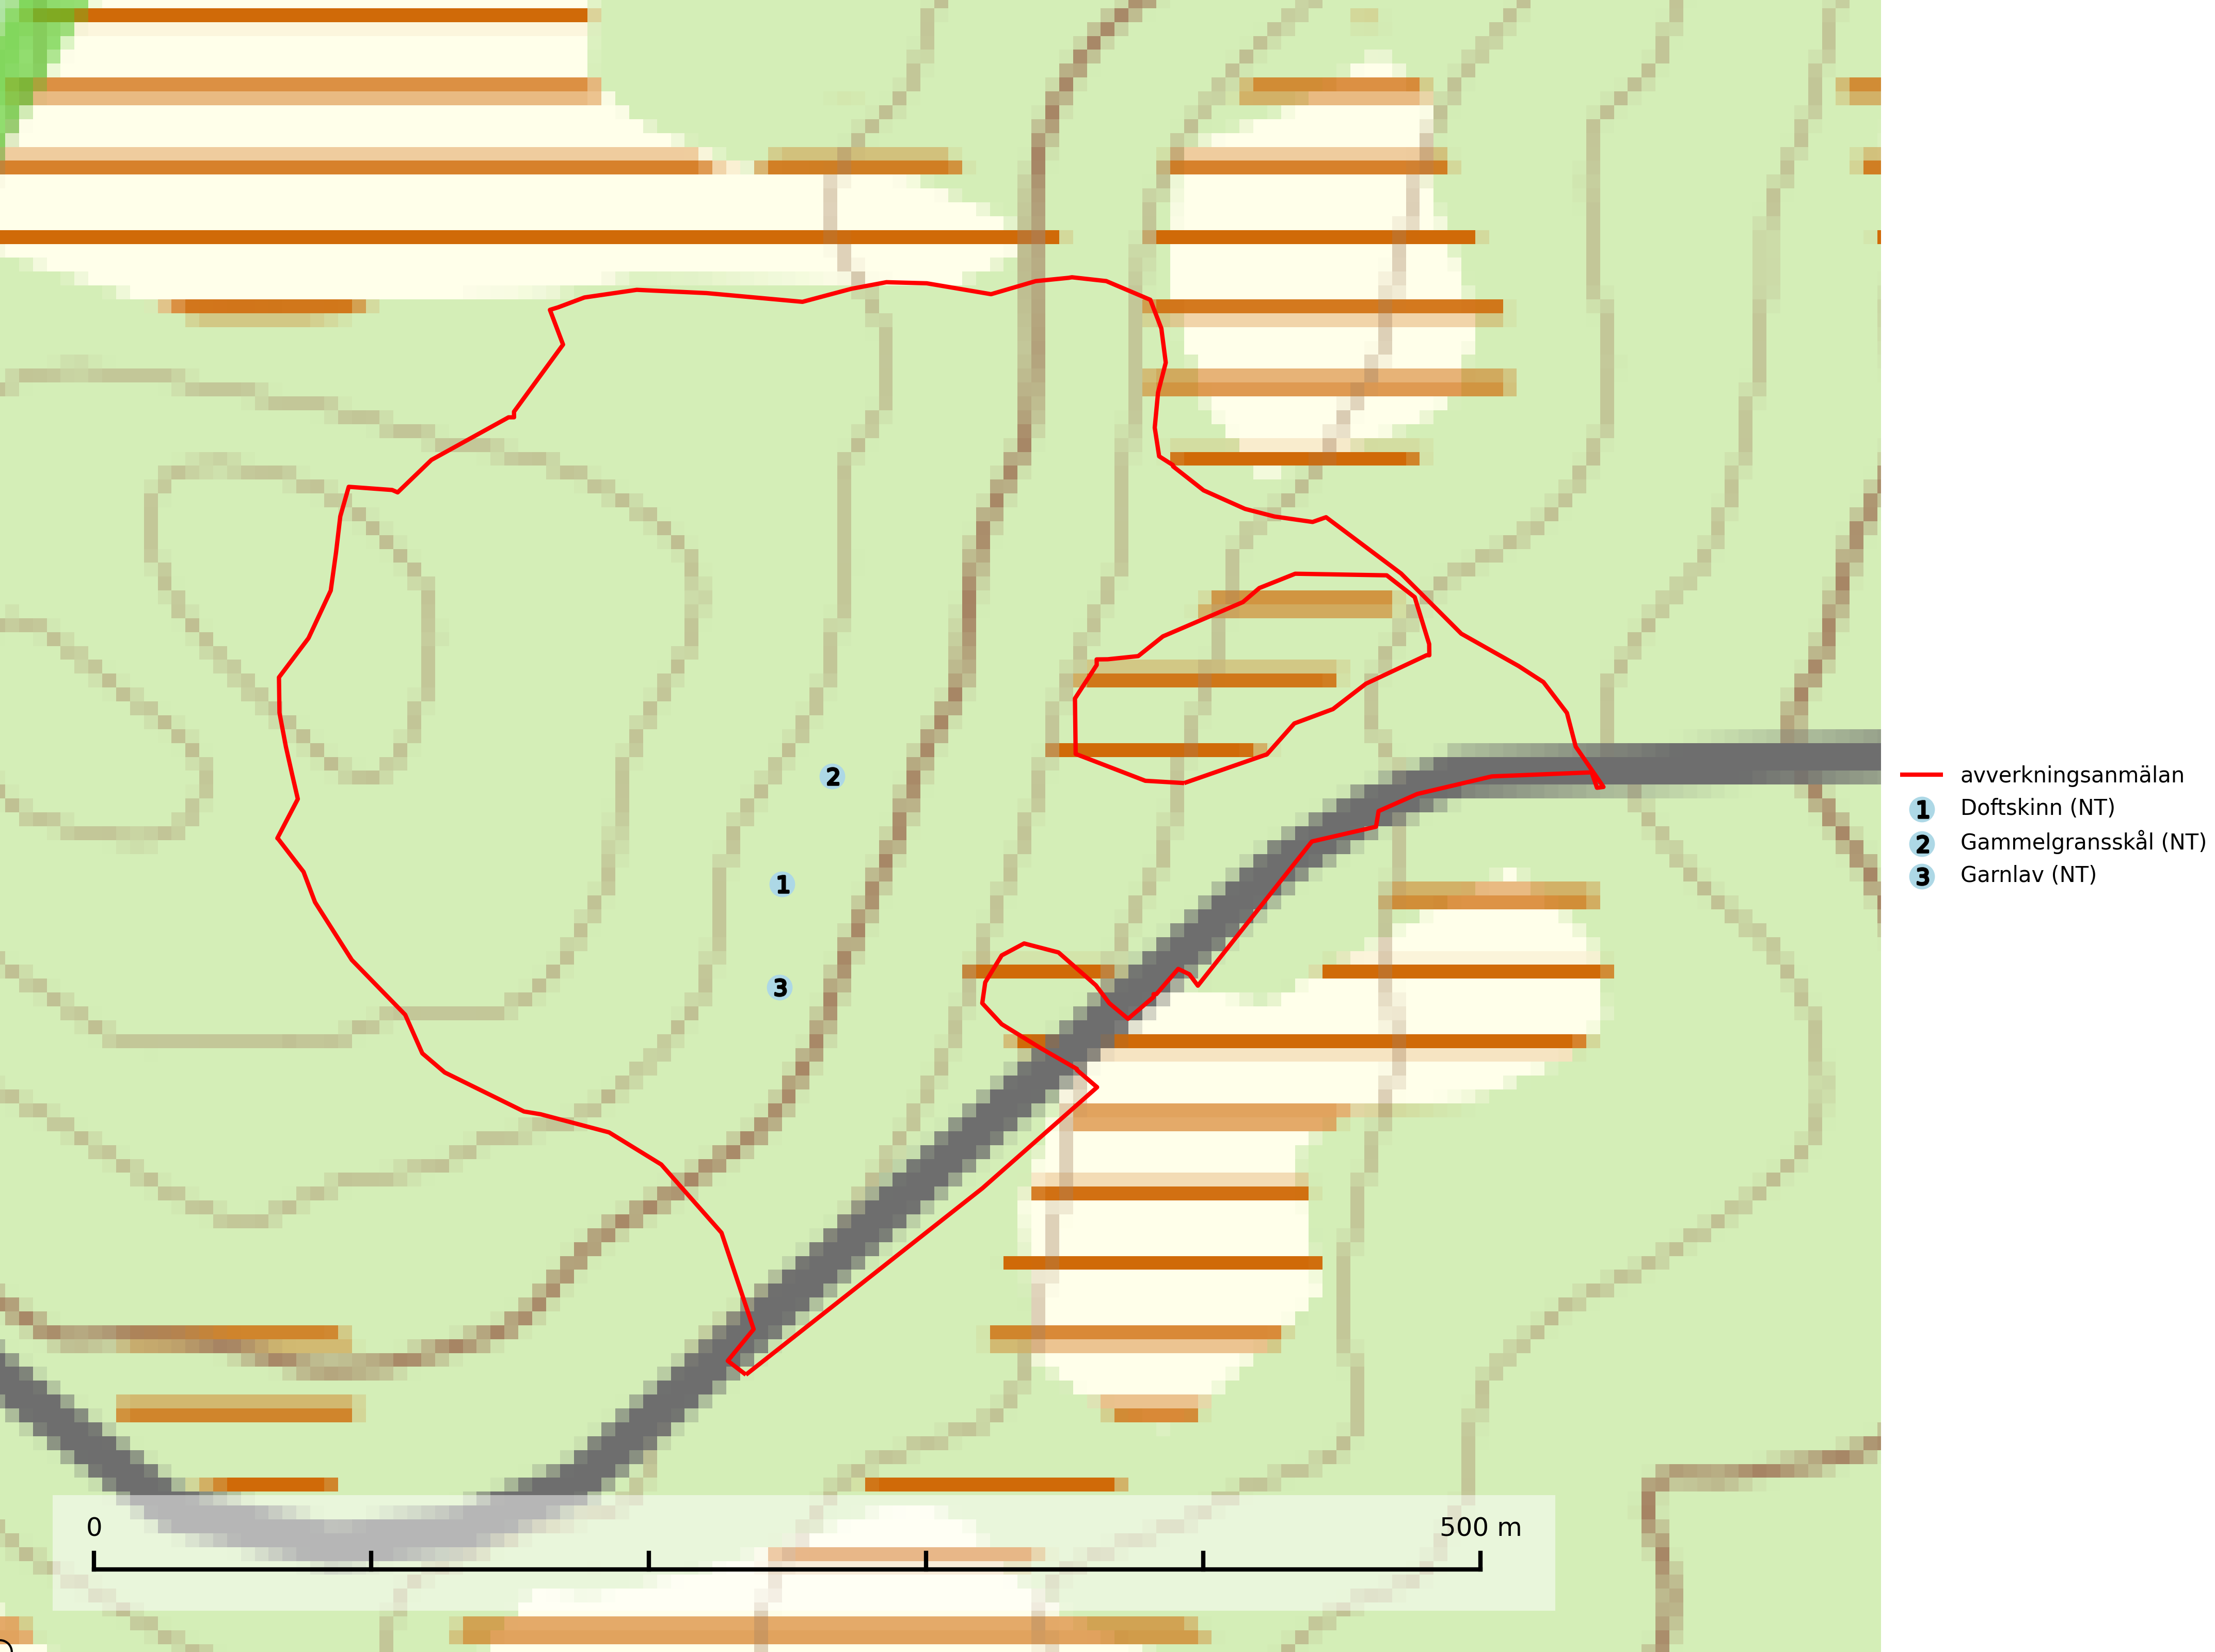 2
1
3
avverkningsanmälan
1 Doftskinn (NT)
2 Gammelgransskål (NT)
3 Garnlav (NT)
0 500 m